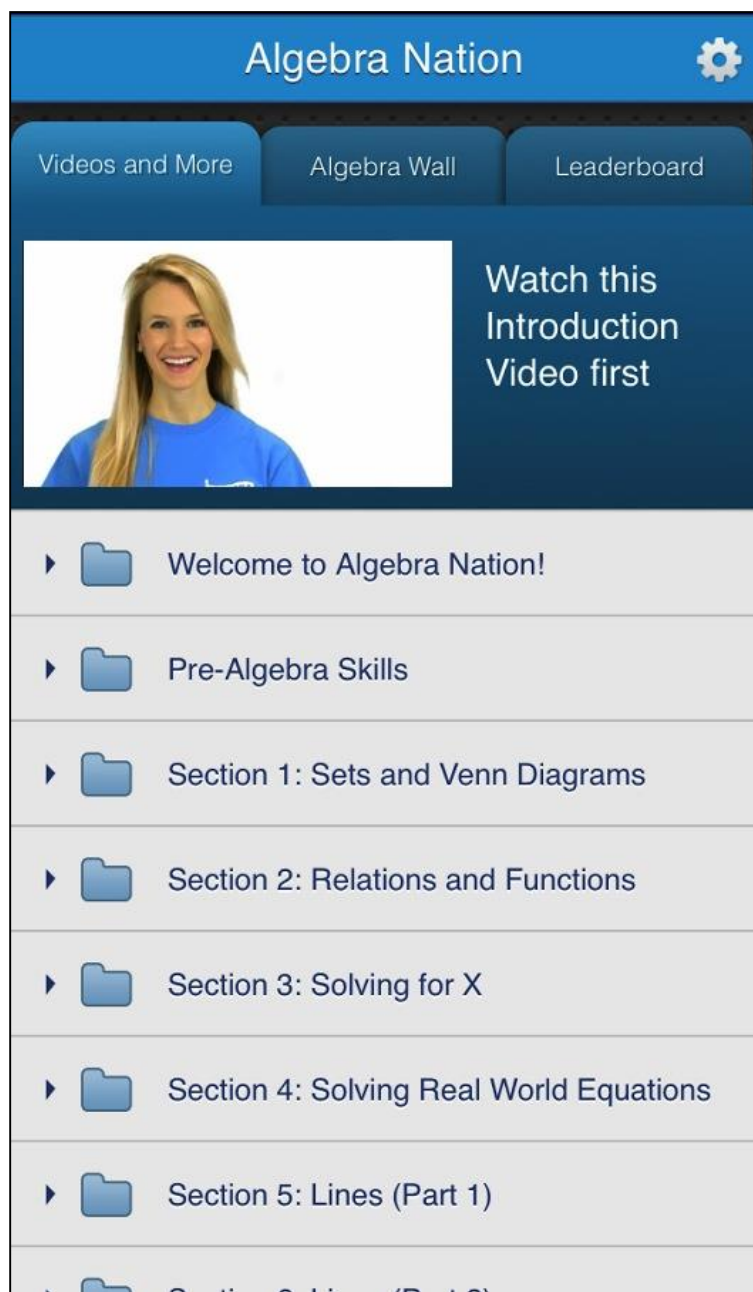 Algebra Nation
Videos and More
Algebra Wall
Leaderboard
Watch this
Introduction
Video first
Welcome to Algebra Nation!
Pre-Algebra Skills
Section 1: Sets and Venn Diagrams
Section 2: Relations and Functions
Section 3: Solving for X
Section 4: Solving Real World Equations
Section 5: Lines (Part 1)